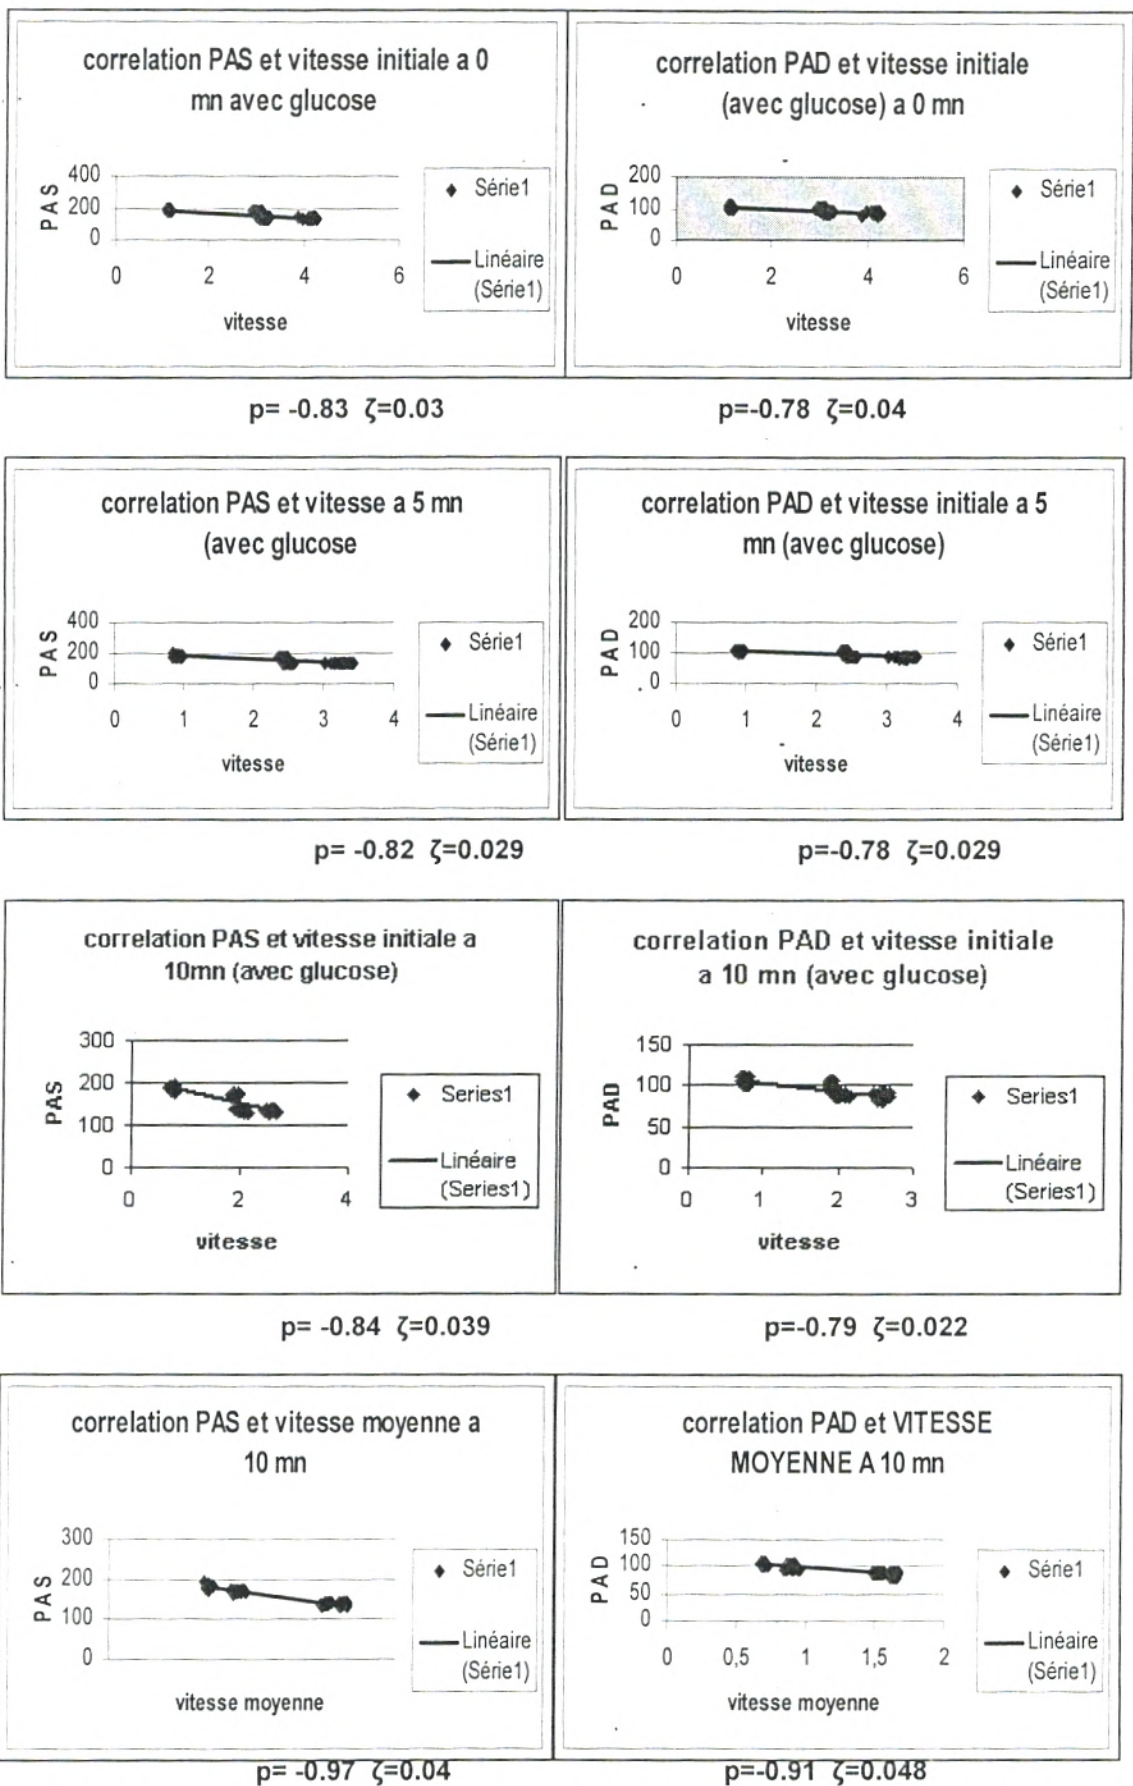 correlation PAS et vitesse initiale a 0
mn avec glucose
PAS
400
200
0
0 2 4 6
vitesse
Série1
Linéaire
(Série1)
correlation PAD et vitesse initiale
(avec glucose) a 0 mn
PAD
200
100
0
0 2 4 6
vitesse
Série1
Linéaire
(Série1)
p= -0.83 ζ=0.03
p=-0.78 ζ=0.04
correlation PAS et vitesse a 5 mn
(avec glucose
PAS
400
200
0
0 1 2 3 4
vitesse
Série1
Linéaire
(Série1)
correlation PAD et vitesse initiale a 5
mn (avec glucose)
PAD
200
100
0
0 1 2 3 4
vitesse
Série1
Linéaire
(Série1)
p= -0.82 ζ=0.029
p=-0.78 ζ=0.029
correlation PAS et vitesse initiale a
10mn (avec glucose)
PAS
300
200
100
0
0 2 4
vitesse
Series1
Linéaire
(Series1)
correlation PAD et vitesse initiale
a 10 mn (avec glucose)
PAD
150
100
50
0
0 1 2 3
vitesse
Series1
Linéaire
(Series1)
p= -0.84 ζ=0.039
p=-0.79 ζ=0.022
correlation PAS et vitesse moyenne a
10 mn
PAS
300
200
100
0
vitesse moyenne
Série1
Linéaire
(Série1)
correlation PAD et VITESSE
MOYENNE A 10 mn
PAD
150
100
50
0
0 0,5 1 1,5 2
vitesse moyenne
Série1
Linéaire
(Série1)
p= -0.97 ζ=0.04
p=-0.91 ζ=0.048